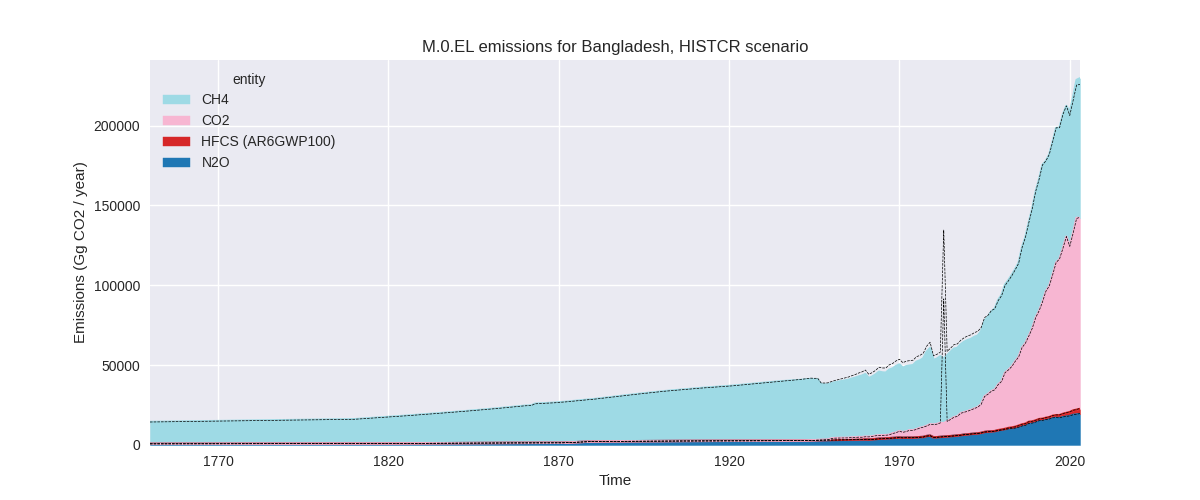 M.0.EL emissions for Bangladesh, HISTCR scenario
entity
CH4
CO2
HFCS (AR6GWP100)
N2O
Emissions (Gg CO2 / year)
200000
150000
100000
50000
0
1770 1820 1870 1920 1970 2020
Time